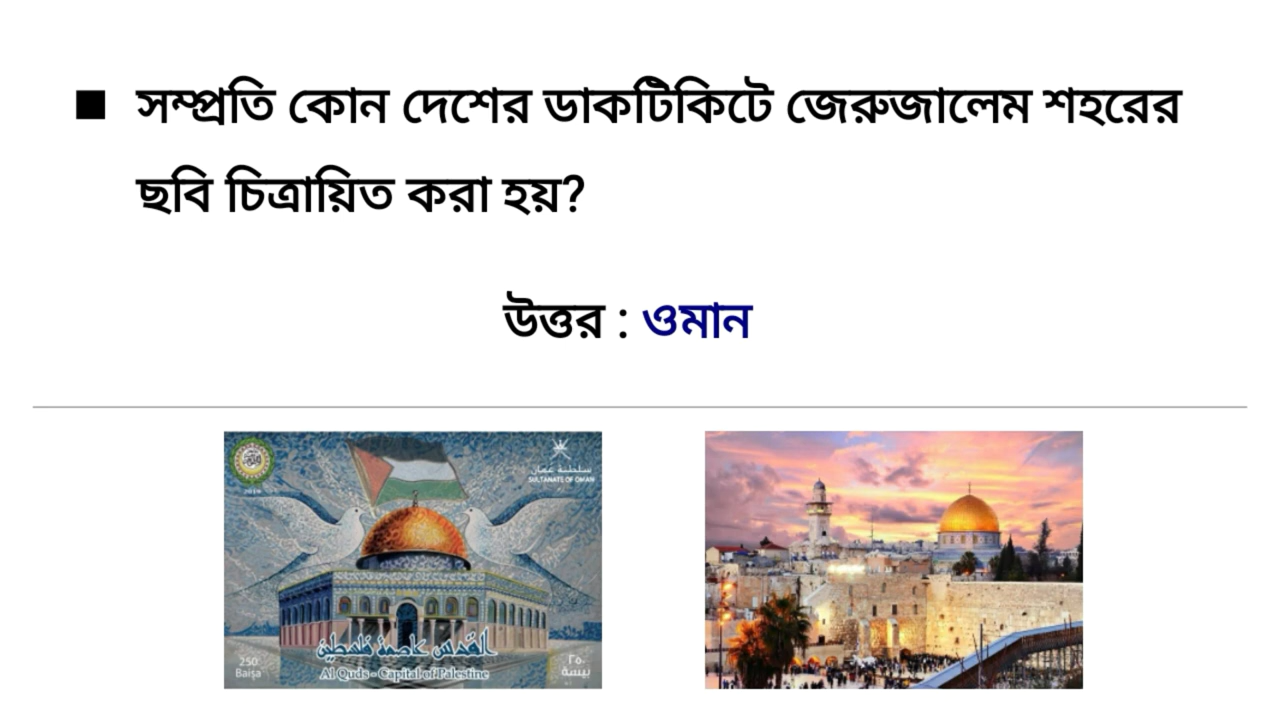 ■ সম্প্রতি কোন দেশের ডাকটিকিটে জেরুজালেম শহরের
ছবি চিত্রায়িত করা হয়?
উত্তর : ওমান
سلطنة عمان
SULTANATE OF OMAN
القدس عاصمة فلسطين
Al Quds - Capital of Palestine
250
Baisa
٢٥٠
بيسة